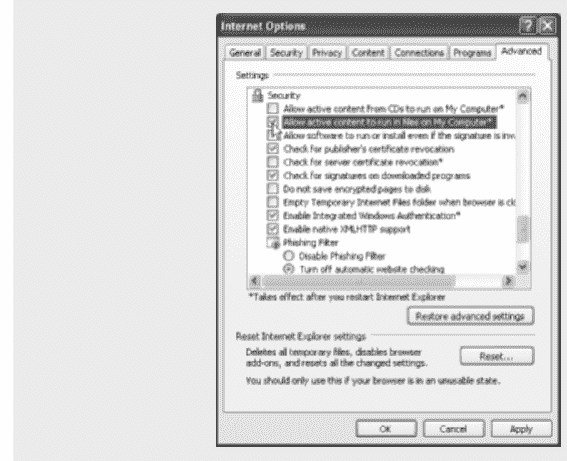 Internet Options
General Security Privacy Content Connections Programs Advanced
Settings
Security
Allow active content from CDs to run on My Computer*
Allow active content to run in files on My Computer*
Allow software to run or install even if the signature is inv
Check for publisher's certificate revocation
Check for server certificate revocation*
Check for signatures on downloaded programs
Do not save encrypted pages to disk
Empty Temporary Internet Files folder when browser is clo
Enable Integrated Windows Authentication*
Enable native XMLHTTP support
Phishing Filter
Disable Phishing Filter
Turn off automatic website checking
*Takes effect after you restart Internet Explorer
Restore advanced settings
Reset Internet Explorer settings
Deletes all temporary files, disables browser
add-ons, and resets all the changed settings.
Reset...
You should only use this if your browser is in an unusable state.
OK Cancel Apply